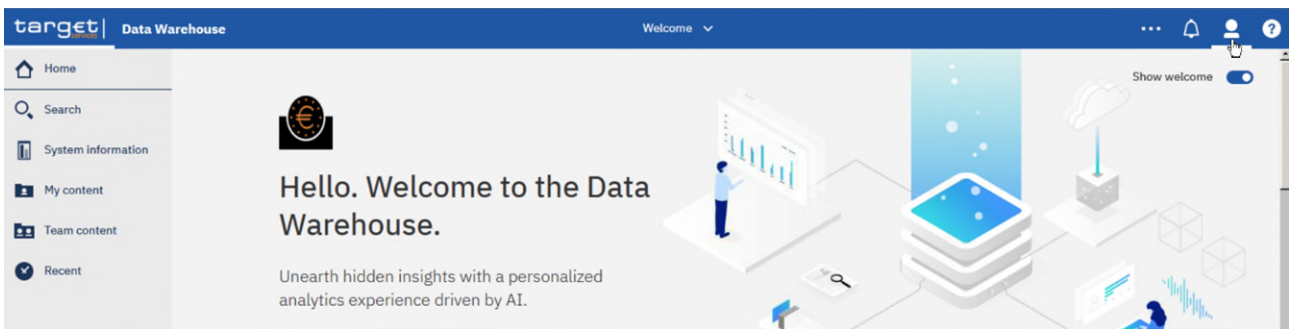 target| Data Warehouse
services
Welcome
Home
Show welcome
Search
System information
My content
Team content
Recent
Hello. Welcome to the Data
Warehouse.
Unearth hidden insights with a personalized
analytics experience driven by AI.